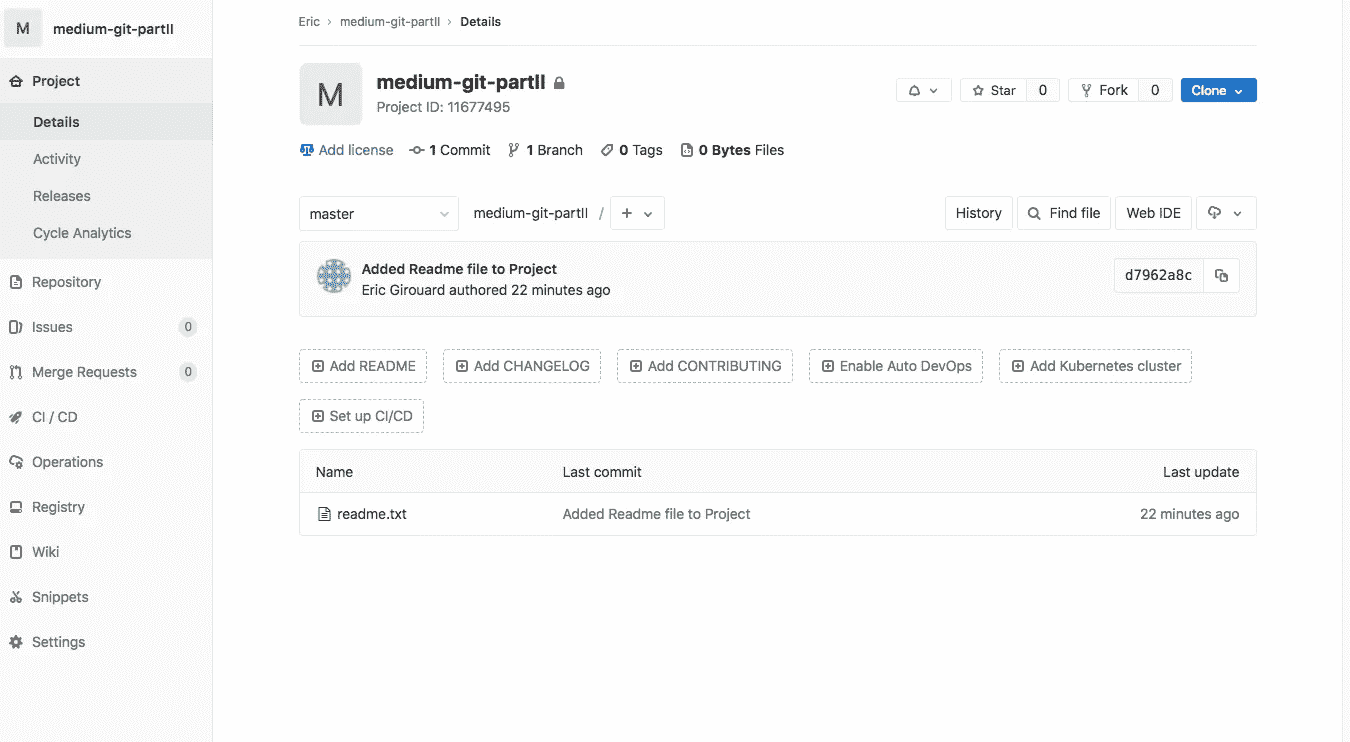 M medium-git-partII
Project
Details
Activity
Releases
Cycle Analytics
Repository
Issues 0
Merge Requests 0
CI / CD
Operations
Registry
Wiki
Snippets
Settings
Eric › medium-git-partII › Details
M
medium-git-partII
Project ID: 11677495
Star 0 Fork 0 Clone
Add license 1 Commit 1 Branch 0 Tags 0 Bytes Files
master medium-git-partII / + History Find file Web IDE
Added Readme file to Project
Eric Girouard authored 22 minutes ago
d7962a8c
Add README Add CHANGELOG Add CONTRIBUTING Enable Auto DevOps Add Kubernetes cluster
Set up CI/CD
Name Last commit Last update
readme.txt Added Readme file to Project 22 minutes ago